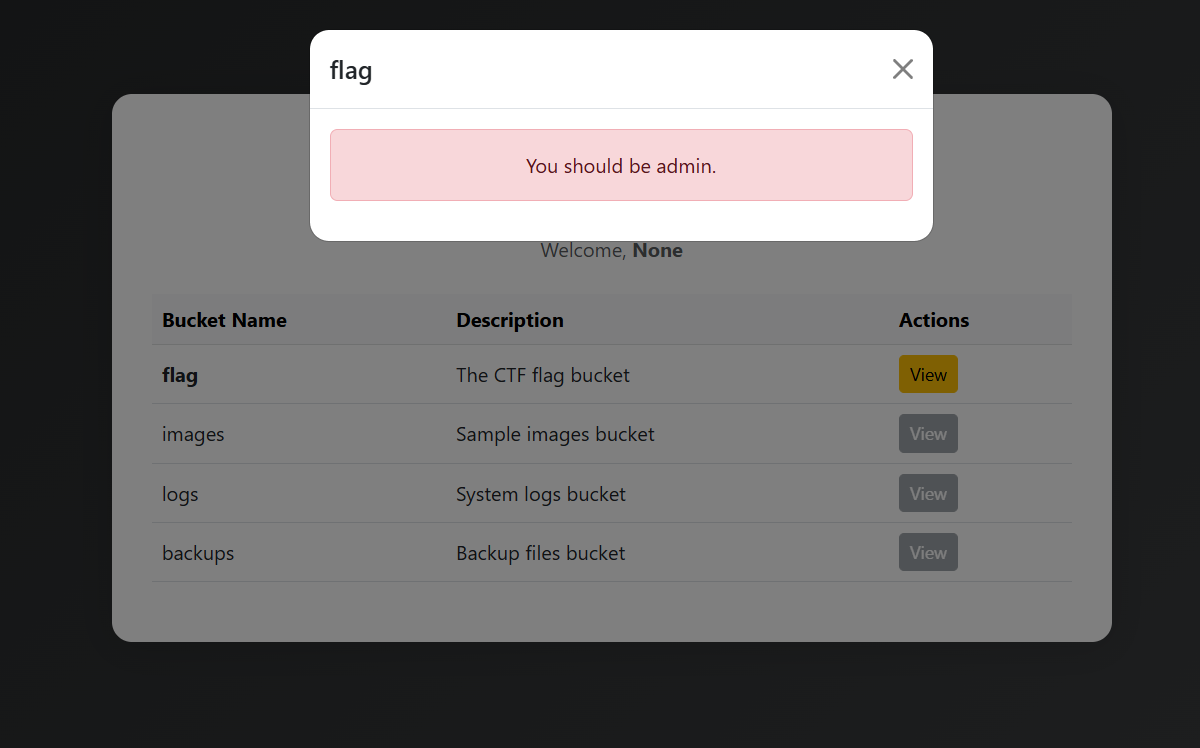 flag
You should be admin.
Welcome, None
Bucket Name Description Actions
flag The CTF flag bucket View
images Sample images bucket View
logs System logs bucket View
backups Backup files bucket View